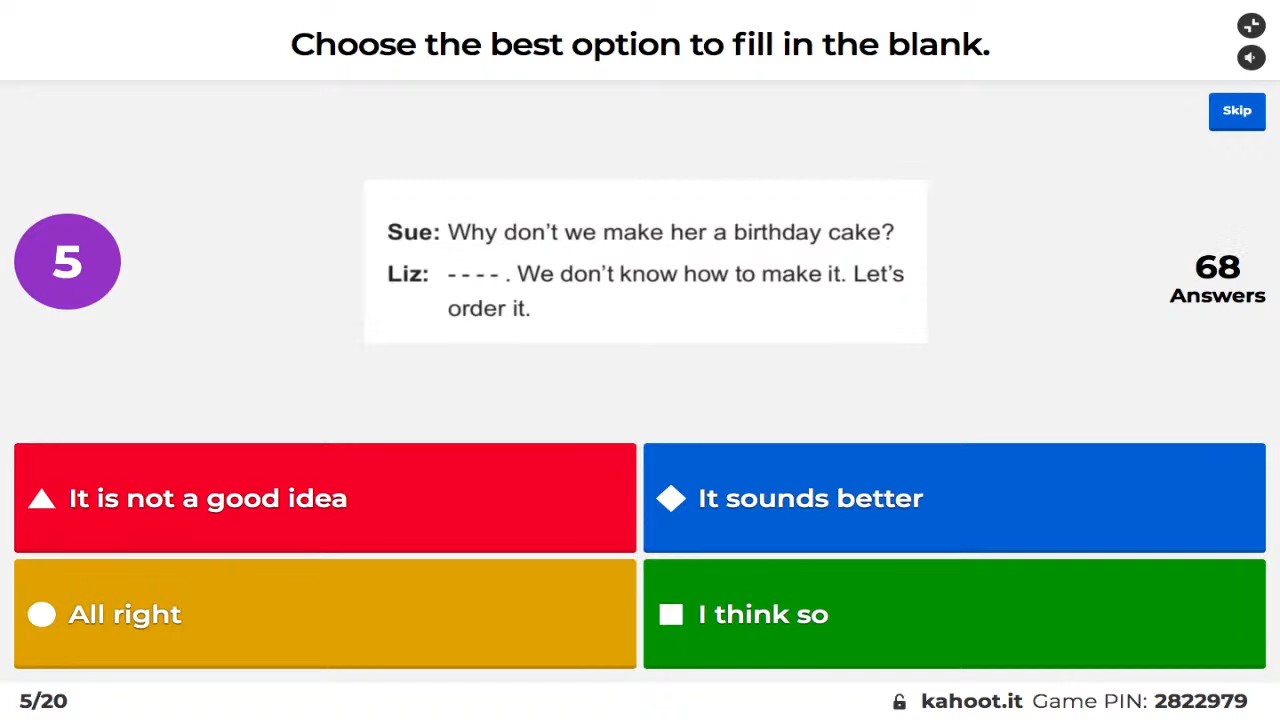 Choose the best option to fill in the blank.
Skip
5
Sue: Why don't we make her a birthday cake?
Liz: - - - - . We don't know how to make it. Let's
order it.
68
Answers
It is not a good idea
It sounds better
All right
I think so
5/20
kahoot.it Game PIN: 2822979